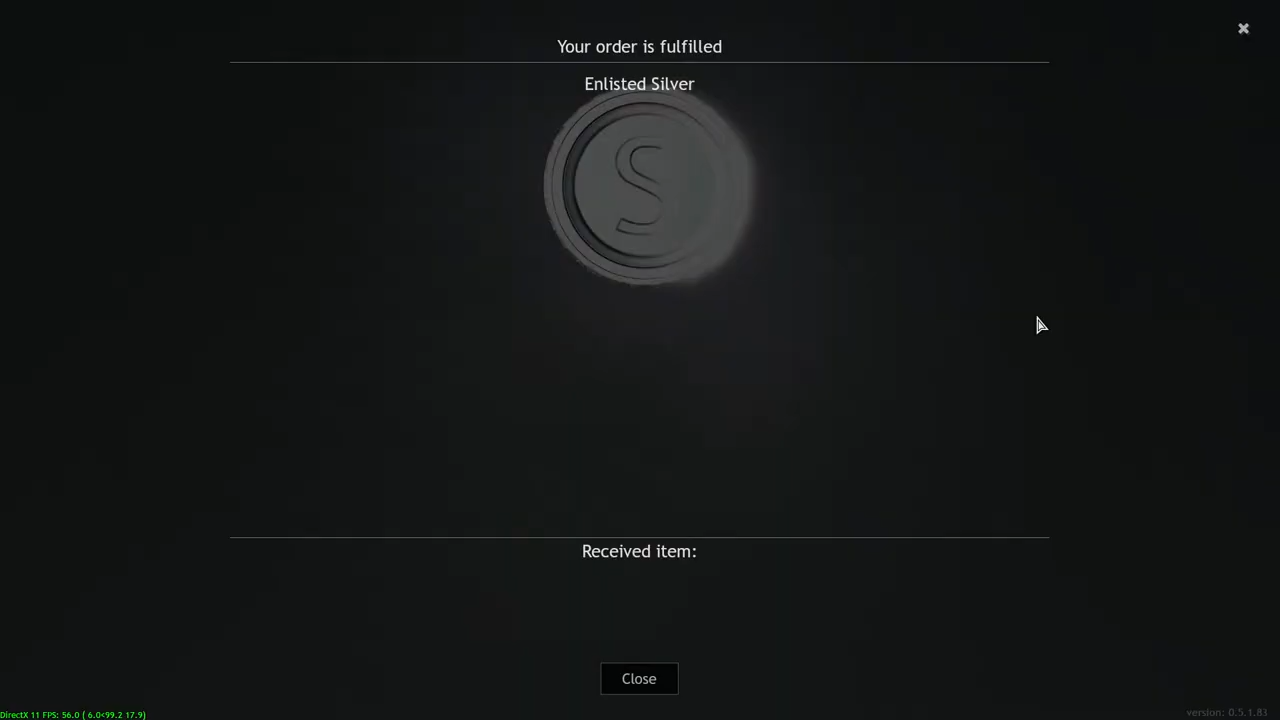 ✖
Your order is fulfilled
Enlisted Silver
S
Received item:
Close
DirectX 11 FPS: 56.0 ( 6.0<99.2 17.9)
version: 0.5.1.83